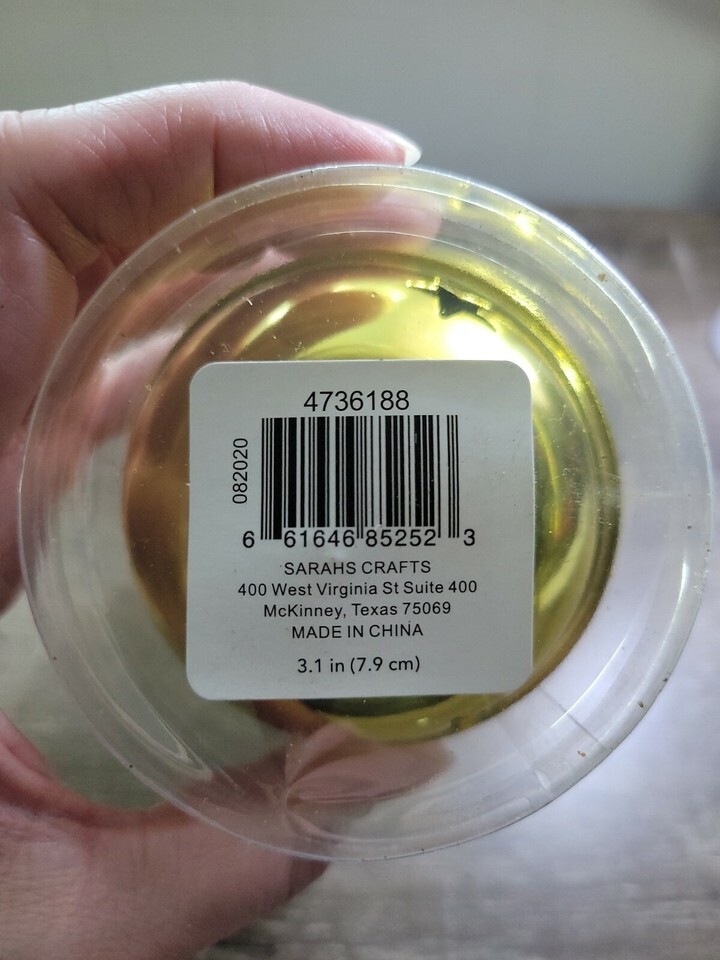 4736188
082020
6 61646 85252 3
SARAHS CRAFTS
400 West Virginia St Suite 400
McKinney, Texas 75069
MADE IN CHINA
3.1 in (7.9 cm)